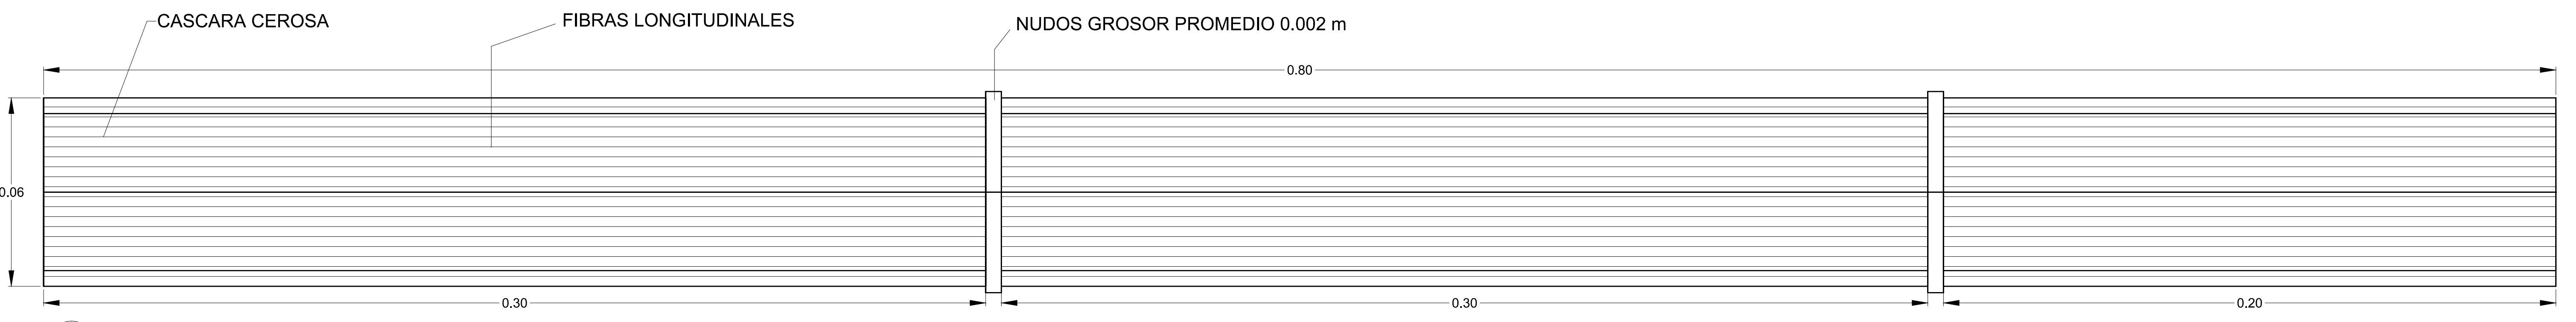 CASCARA CEROSA
FIBRAS LONGITUDINALES
NUDOS GROSOR PROMEDIO 0.002 m
0.80
0.06
0.30
0.30
0.20